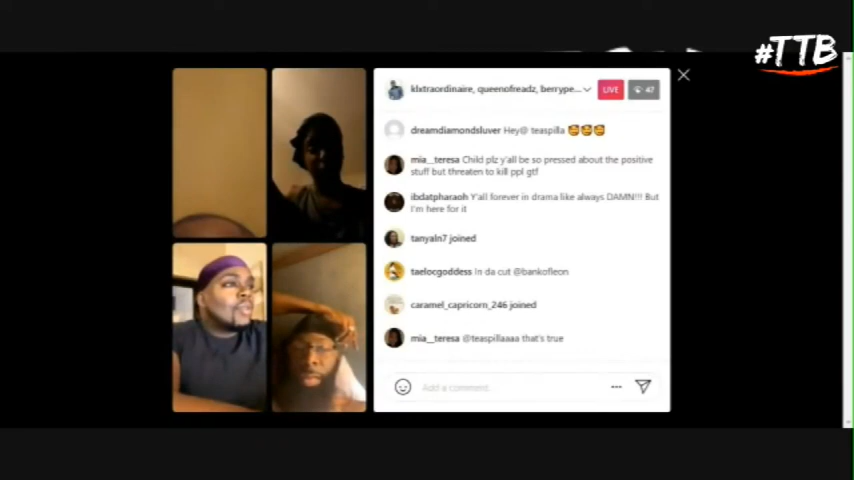 #TTB
klxtraordinaire, queenofreadz, berrype...
LIVE
47
dreamdiamondsluver Hey@ teaspilla 🥰🥰🥰
mia__teresa Child plz y'all be so pressed about the positive
stuff but threaten to kill ppl gtf
ibdatpharaoh Y'all forever in drama like always DAMN!!! But
I'm here for it
tanyaln7 joined
taelocgoddess In da cut @bankofleon
caramel_capricorn_246 joined
mia__teresa @teaspillaaaa that's true
Add a comment